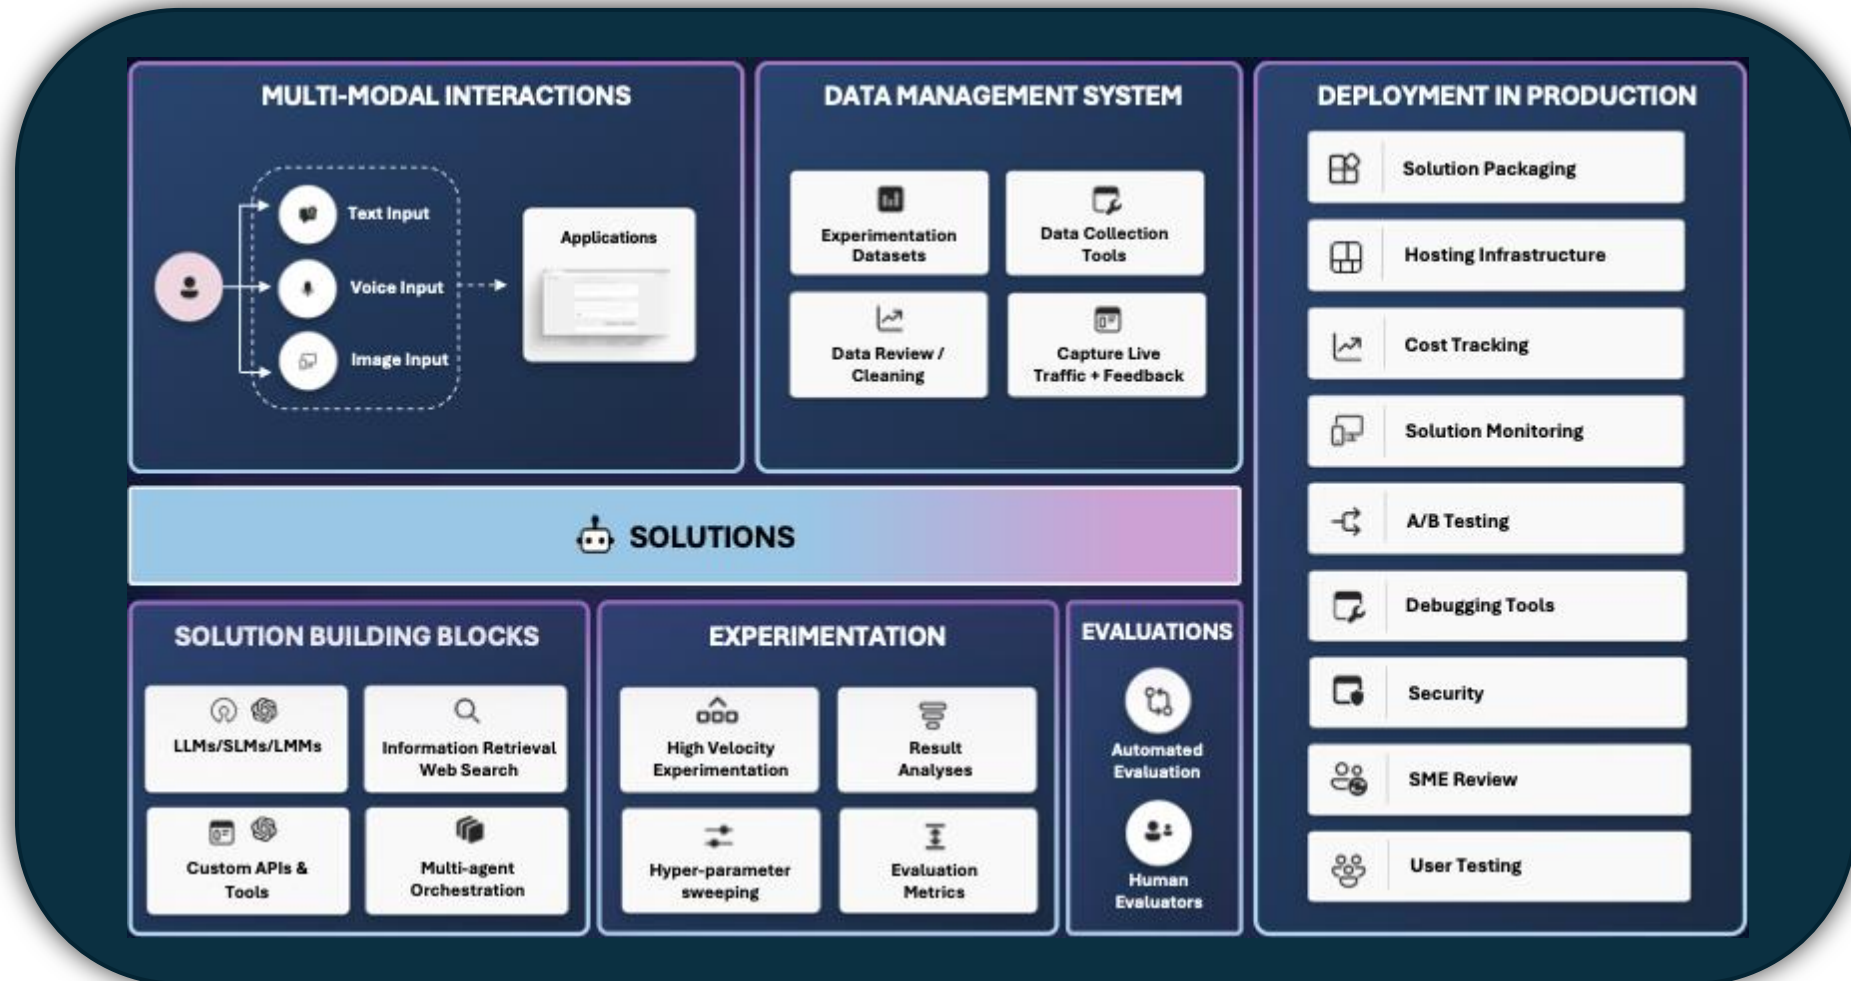 MULTI-MODAL INTERACTIONS
Text Input
Voice Input
Image Input
Applications
DATA MANAGEMENT SYSTEM
Experimentation
Datasets
Data Collection
Tools
Data Review /
Cleaning
Capture Live
Traffic + Feedback
SOLUTIONS
SOLUTION BUILDING BLOCKS
LLMs/SLMs/LMMs
Information Retrieval
Web Search
Custom APIs &
Tools
Multi-agent
Orchestration
EXPERIMENTATION
High Velocity
Experimentation
Result
Analyses
Hyper-parameter
sweeping
Evaluation
Metrics
EVALUATIONS
Automated
Evaluation
Human
Evaluators
DEPLOYMENT IN PRODUCTION
Solution Packaging
Hosting Infrastructure
Cost Tracking
Solution Monitoring
A/B Testing
Debugging Tools
Security
SME Review
User Testing